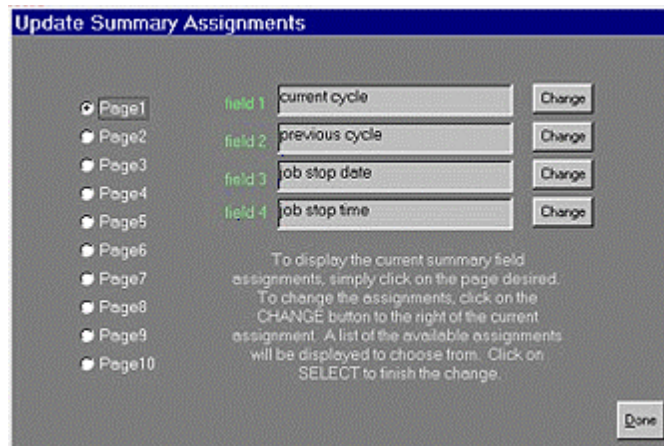 Update Summary Assignments
Page1
Page2
Page3
Page4
Page5
Page6
Page7
Page8
Page9
Page10
field 1 current cycle Change
field 2 previous cycle Change
field 3 job stop date Change
field 4 job stop time Change
To display the current summary field
assignments, simply click on the page desired.
To change the assignments, click on the
CHANGE button to the right of the current
assignment. A list of the available assignments
will be displayed to choose from. Click on
SELECT to finish the change.
Done